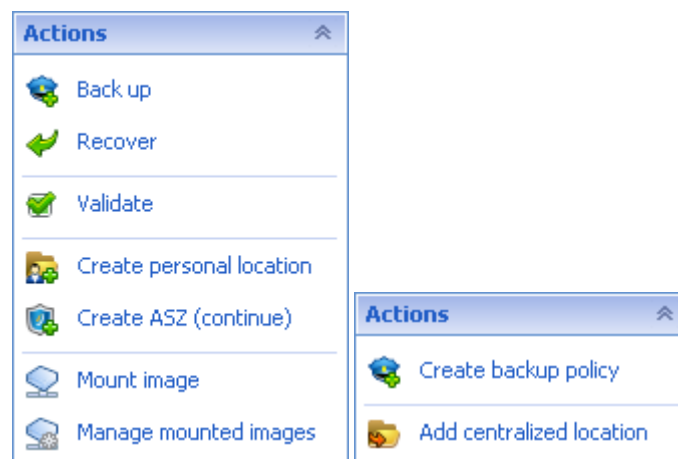 Actions
Back up
Recover
Validate
Create personal location
Create ASZ (continue)
Mount image
Manage mounted images
Actions
Create backup policy
Add centralized location